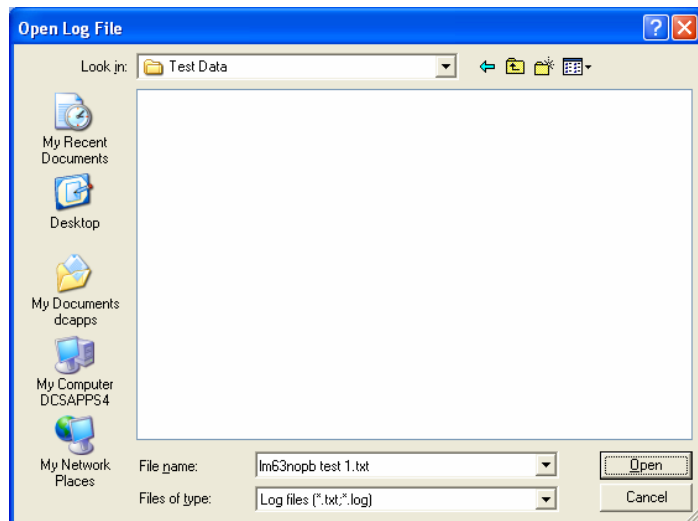 Open Log File
Look in:
Test Data
My Recent
Documents
Desktop
My Documents
dcapps
My Computer
DCSAPPS4
My Network
Places
File name:
lm63nopb test 1.txt
Open
Files of type:
Log files (*.txt;*.log)
Cancel